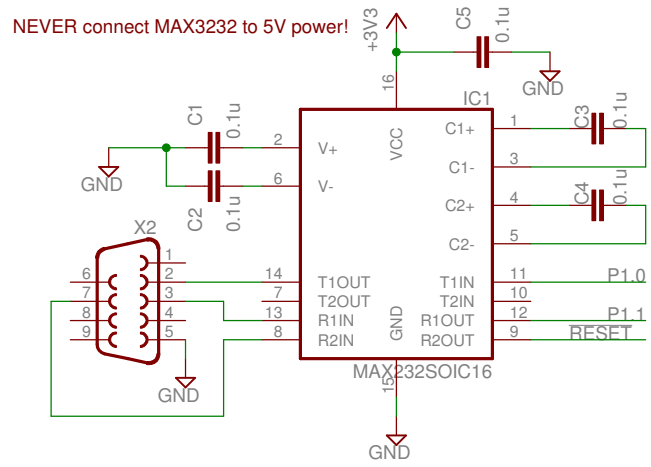 NEVER connect MAX3232 to 5V power!
+3V3
C5
0.1u
GND
16
IC1
C1
0.1u
2
V+
VCC
C1+
1
C3
0.1u
GND
6
V-
C1-
3
C2
0.1u
C2+
4
C4
0.1u
C2-
5
X2
1
6
2
14
T1OUT
T1IN
11
P1.0
7
3
7
T2OUT
T2IN
10
8
4
13
R1IN
R1OUT
12
P1.1
9
5
8
R2IN
GND
R2OUT
9
RESET
GND
15
MAX232SOIC16
GND